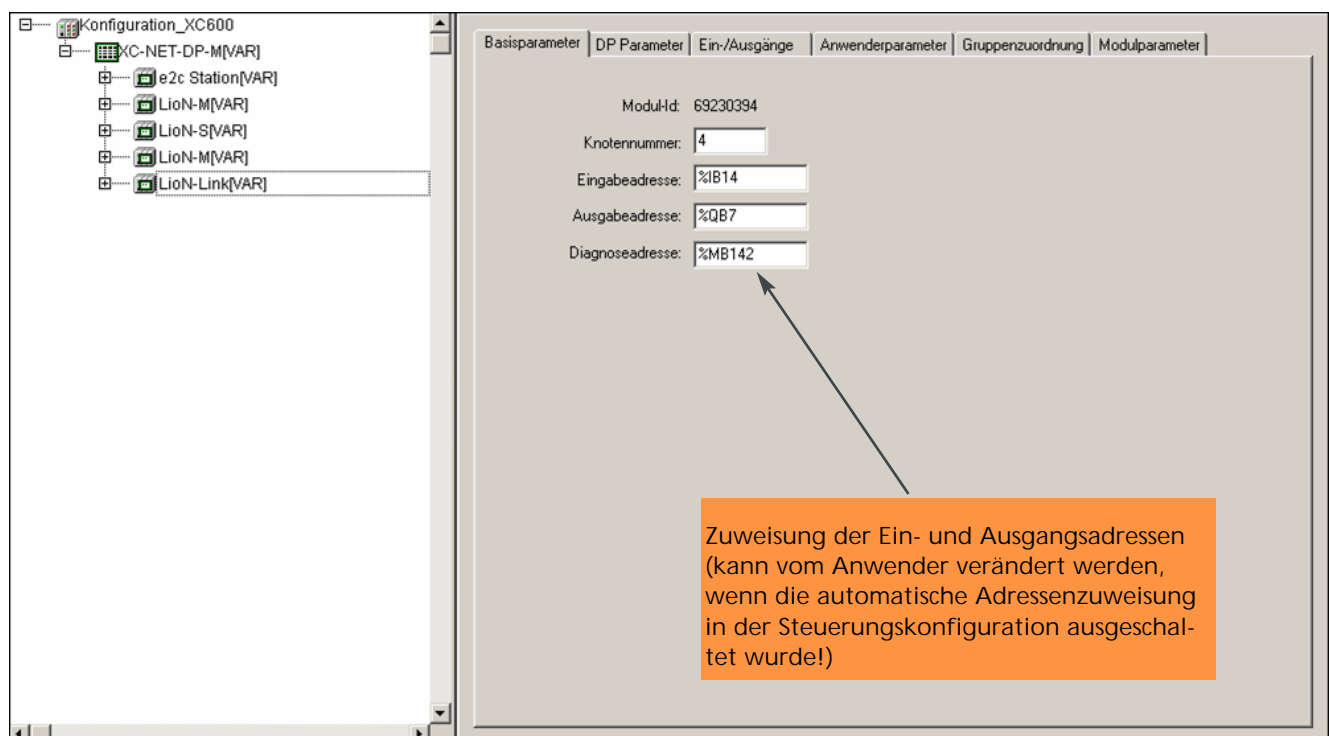 Konfiguration_XC600
XC-NET-DP-M[VAR]
e2c Station[VAR]
LioN-M[VAR]
LioN-S[VAR]
LioN-M[VAR]
LioN-Link[VAR]
Basisparameter DP Parameter Ein-/Ausgänge Anwenderparameter Gruppenzuordnung Modulparameter
Modul-Id: 69230394
Knotennummer: 4
Eingabeadresse: %IB14
Ausgabeadresse: %QB7
Diagnoseadresse: %MB142
Zuweisung der Ein- und Ausgangsadressen
(kann vom Anwender verändert werden,
wenn die automatische Adressenzuweisung
in der Steuerungskonfiguration ausgeschal-
tet wurde!)